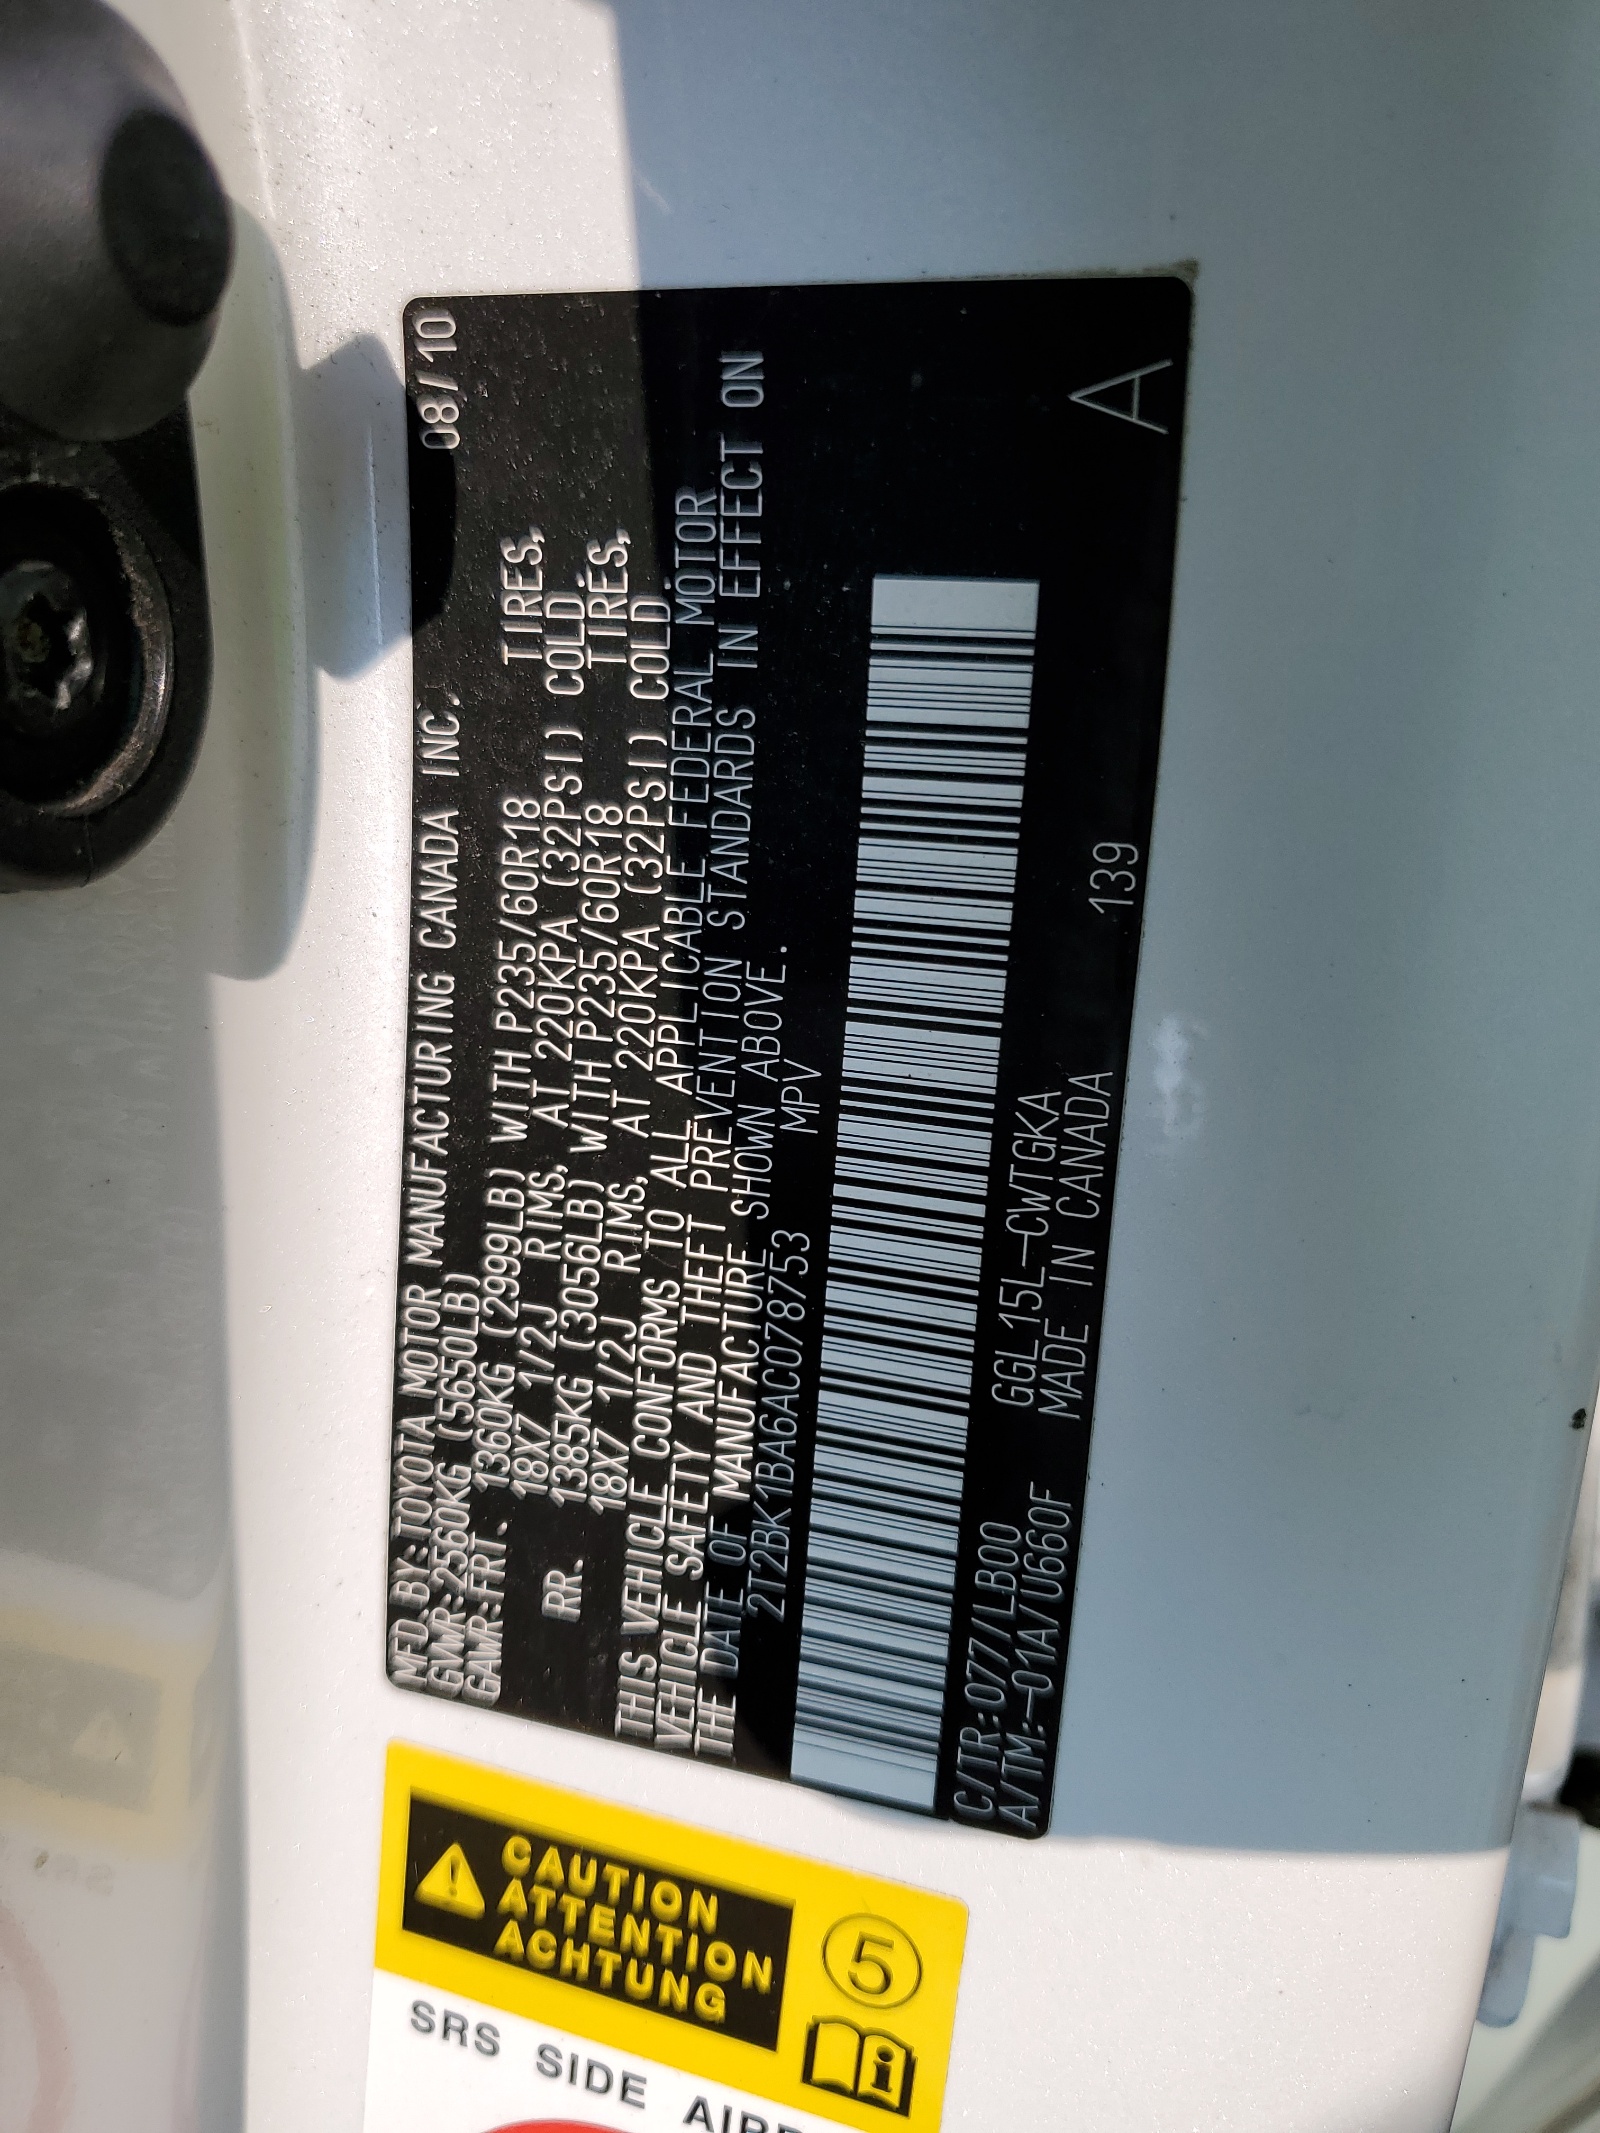 MFD.BY:TOYOTA MOTOR MANUFACTURING CANADA INC. 08/10
GVWR:2560KG (5650LB)
GAWR:FRT. 1360KG (2999LB) WITH P235/60R18 TIRES,
18X7 1/2J RIMS, AT 220KPA (32PSI) COLD
RR. 1385KG (3056LB) WITH P235/60R18 TIRES,
18X7 1/2J RIMS, AT 220KPA (32PSI) COLD.
THIS VEHICLE CONFORMS TO ALL APPLICABLE FEDERAL MOTOR
VEHICLE SAFETY AND THEFT PREVENTION STANDARDS IN EFFECT ON
THE DATE OF MANUFACTURE SHOWN ABOVE.
2T2BK1BA6AC078753 MPV
C/TR:077/LB00 GGL15L-CWTGKA
A/TM:-01A/U660F MADE IN CANADA 139 A
CAUTION
ATTENTION
ACHTUNG
5
SRS SIDE